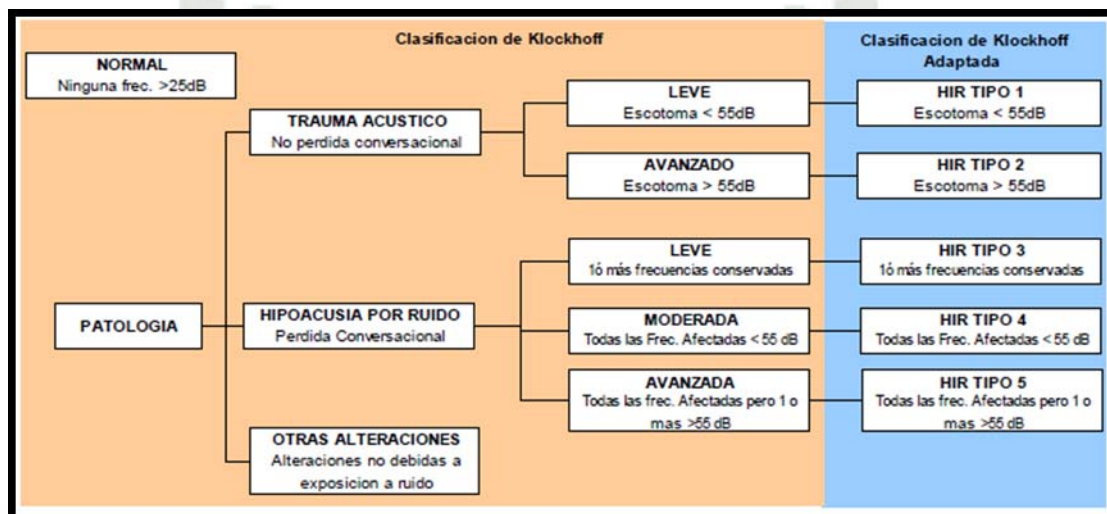 Clasificacion de Klockhoff
Clasificacion de Klockhoff
Adaptada
NORMAL
Ninguna frec. >25dB
TRAUMA ACUSTICO
No perdida conversacional
LEVE
Escotoma < 55dB
HIR TIPO 1
Escotoma < 55dB
AVANZADO
Escotoma > 55dB
HIR TIPO 2
Escotoma > 55dB
PATOLOGIA
HIPOACUSIA POR RUIDO
Perdida Conversacional
LEVE
1ó más frecuencias conservadas
HIR TIPO 3
1ó más frecuencias conservadas
MODERADA
Todas las Frec. Afectadas < 55 dB
HIR TIPO 4
Todas las Frec. Afectadas < 55 dB
AVANZADA
Todas las frec. Afectadas pero 1 o
mas >55 dB
HIR TIPO 5
Todas las frec. Afectadas pero 1 o
mas >55 dB
OTRAS ALTERACIONES
Alteraciones no debidas a
exposicion a ruido